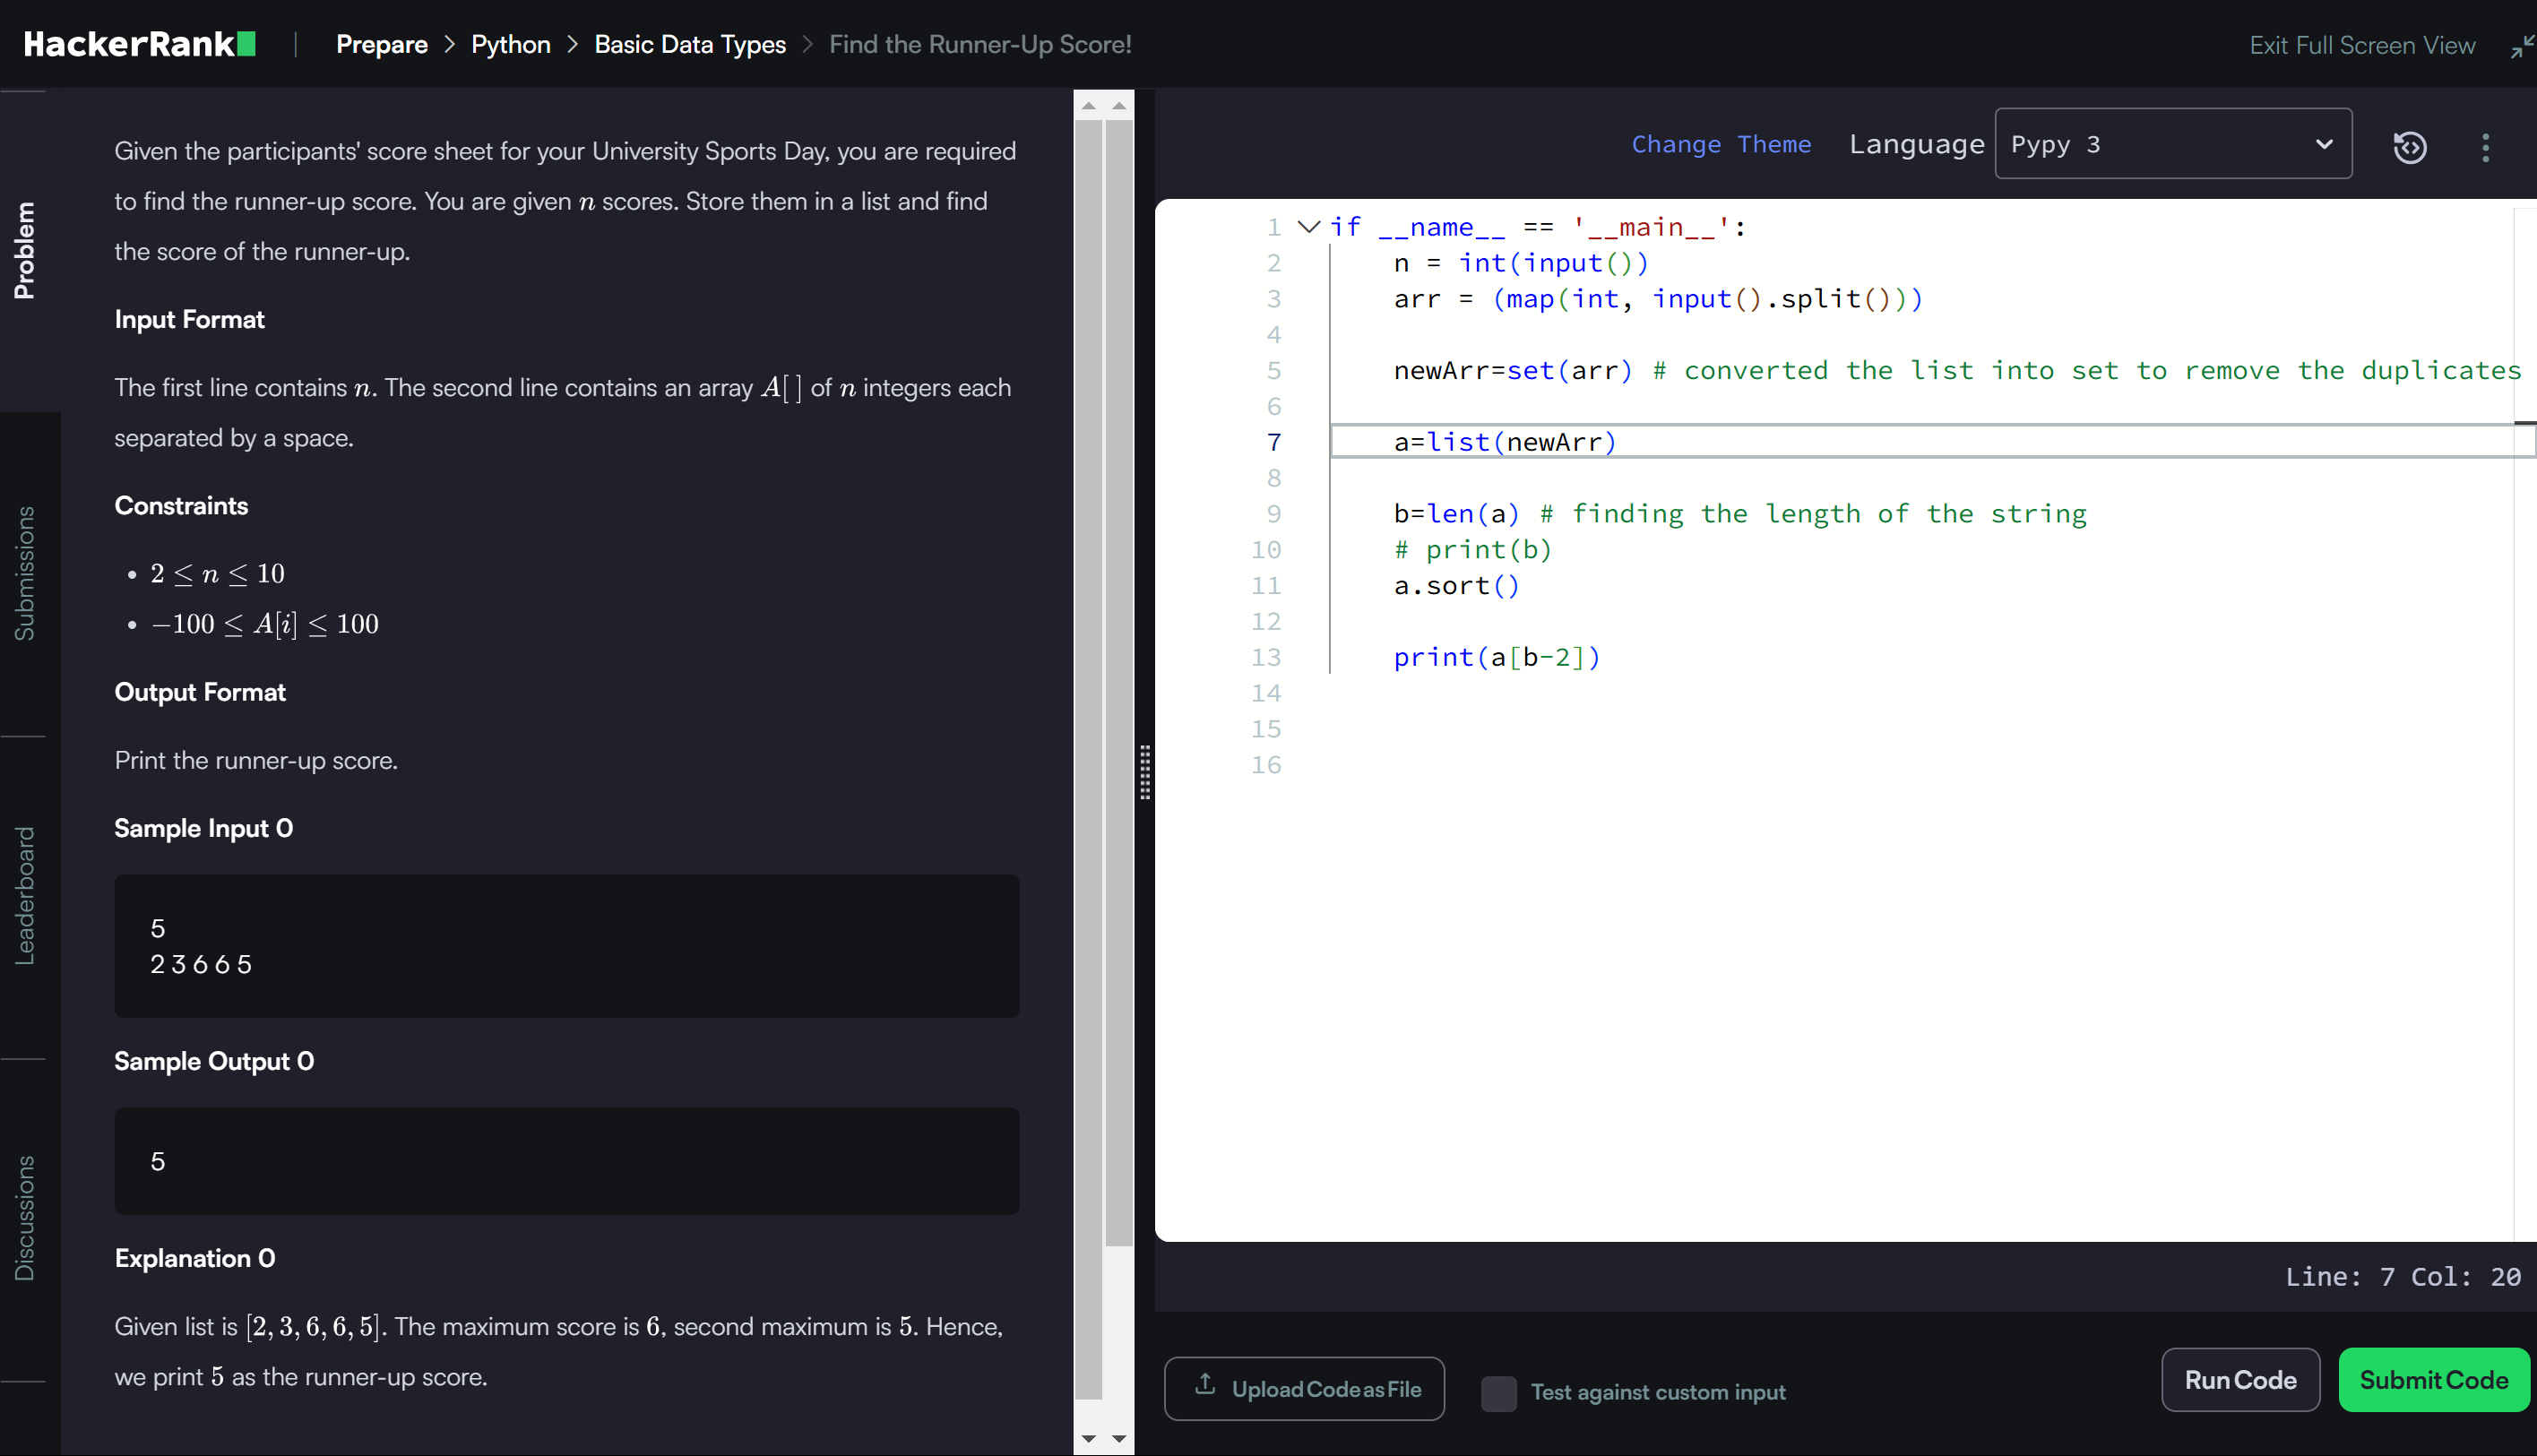 HackerRank | Prepare > Python > Basic Data Types > Find the Runner-Up Score! Exit Full Screen View
Problem
Submissions
Leaderboard
Discussions
Given the participants' score sheet for your University Sports Day, you are required
to find the runner-up score. You are given n scores. Store them in a list and find
the score of the runner-up.
Input Format
The first line contains n. The second line contains an array A[ ] of n integers each
separated by a space.
Constraints
• 2 ≤ n ≤ 10
• −100 ≤ A[i] ≤ 100
Output Format
Print the runner-up score.
Sample Input 0
5
2 3 6 6 5
Sample Output 0
5
Explanation 0
Given list is [2, 3, 6, 6, 5]. The maximum score is 6, second maximum is 5. Hence,
we print 5 as the runner-up score.
Change Theme Language Pypy 3
1 if __name__ == '__main__':
2     n = int(input())
3     arr = (map(int, input().split()))
4
5     newArr=set(arr) # converted the list into set to remove the duplicates
6
7     a=list(newArr)
8
9     b=len(a) # finding the length of the string
10     # print(b)
11     a.sort()
12
13     print(a[b-2])
14
15
16
Line: 7 Col: 20
Upload Code as File Test against custom input Run Code Submit Code